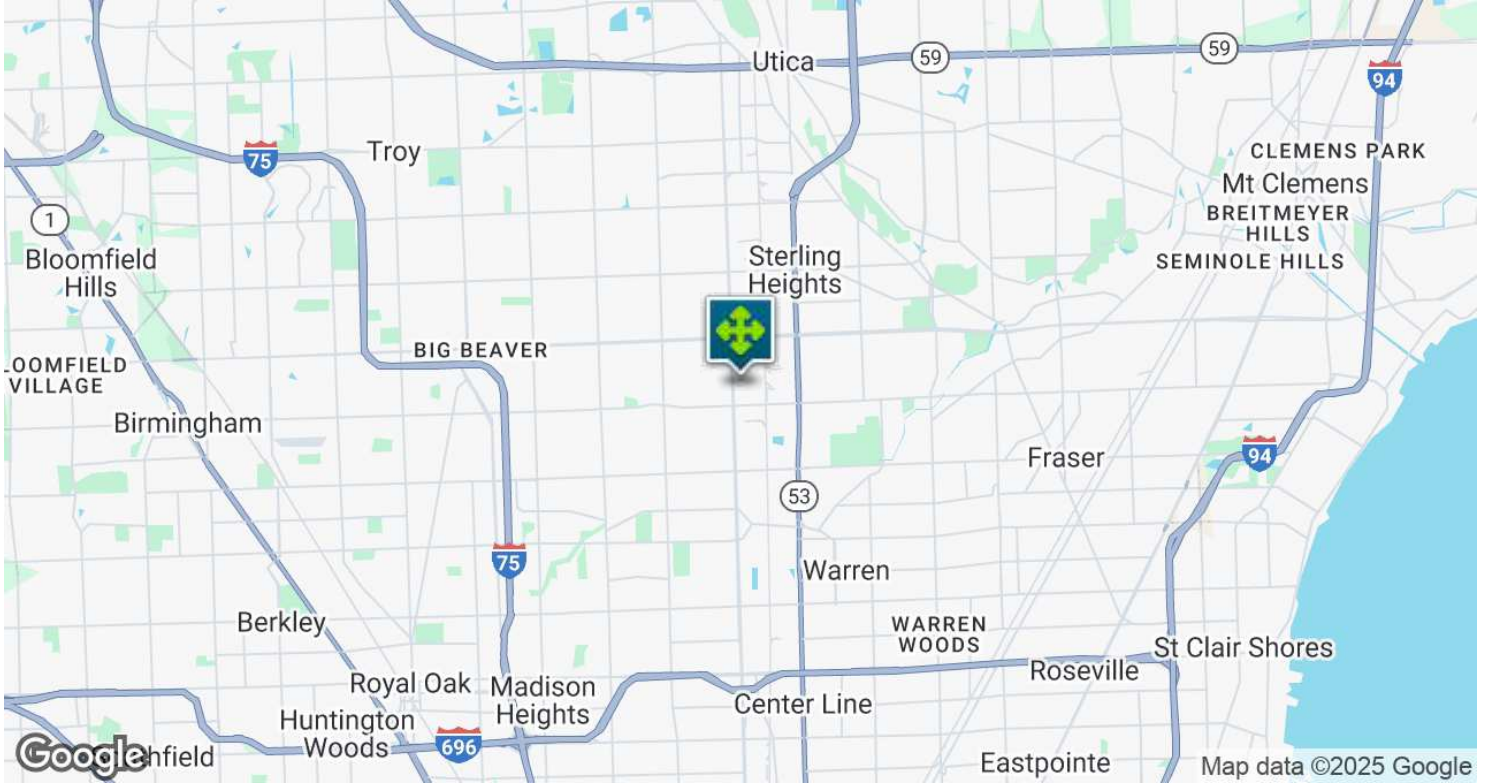 Utica
59
59
94
75
Troy
CLEMENS PARK
Mt Clemens
BREITMEYER
HILLS
SEMINOLE HILLS
1
Bloomfield
Hills
Sterling
Heights
BIG BEAVER
LOOMFIELD
VILLAGE
Birmingham
Fraser
94
53
75
Warren
Berkley
WARREN
WOODS
St Clair Shores
Roseville
Royal Oak
Madison
Heights
Center Line
Huntington
Woods
696
Google
Eastpointe
Map data ©2025 Google